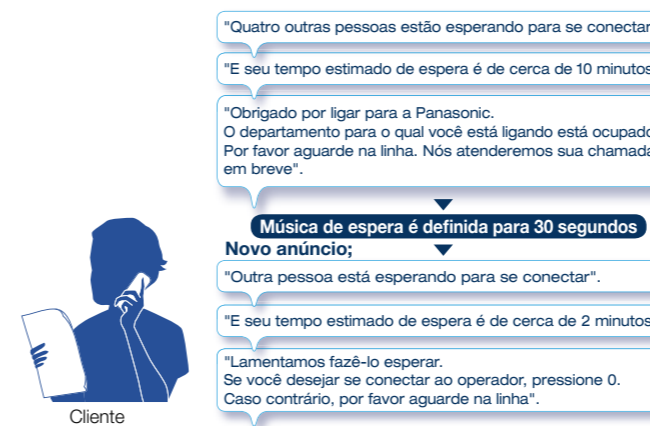 "Quatro outras pessoas estão esperando para se conectar
"E seu tempo estimado de espera é de cerca de 10 minutos
"Obrigado por ligar para a Panasonic.
O departamento para o qual você está ligando está ocupado
Por favor aguarde na linha. Nós atenderemos sua chamada
em breve".
Música de espera é definida para 30 segundos
Novo anúncio;
"Outra pessoa está esperando para se conectar".
"E seu tempo estimado de espera é de cerca de 2 minutos
"Lamentamos fazê-lo esperar.
Se você desejar se conectar ao operador, pressione 0.
Caso contrário, por favor aguarde na linha".
Cliente